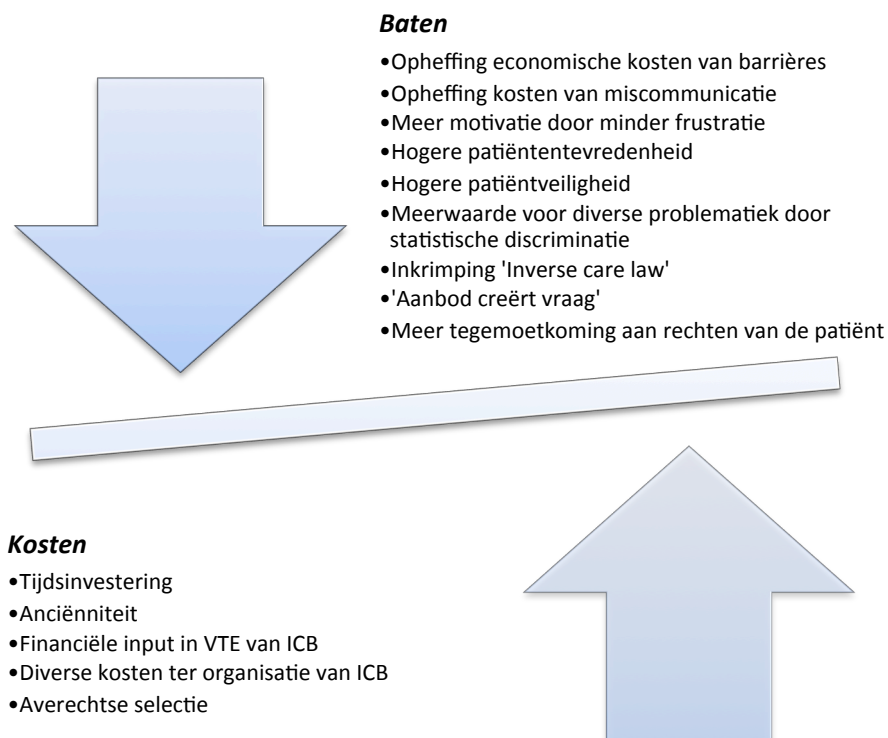 Baten
•Opheffing economische kosten van barrières
•Opheffing kosten van miscommunicatie
•Meer motivatie door minder frustratie
•Hogere patiëntentevredenheid
•Hogere patiëntveiligheid
•Meerwaarde voor diverse problematiek door
statistische discriminatie
•Inkrimping 'Inverse care law'
•'Aanbod creërt vraag'
•Meer tegemoetkoming aan rechten van de patiënt
Kosten
•Tijdsinvestering
•Anciënniteit
•Financiële input in VTE van ICB
•Diverse kosten ter organisatie van ICB
•Averechtse selectie